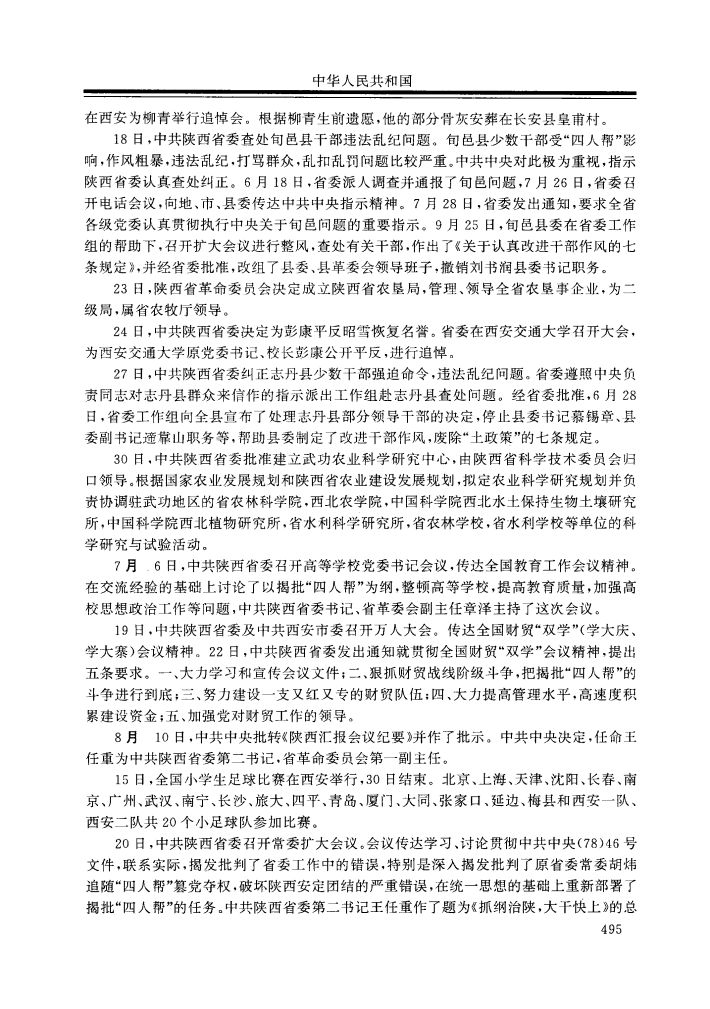 中华人民共和国
在西安为柳青举行追悼会。根据柳青生前遗愿,他的部分骨灰安葬在长安县皇甫村。
18日,中共陕西省委查处旬邑县干部违法乱纪问题。旬邑县少数干部受“四人帮”影
响,作风粗暴,违法乱纪,打骂群众,乱扣乱罚问题比较严重。中共中央对此极为重视,指示
陕西省委认真查处纠正。6月18日,省委派人调查并通报了旬邑问题,7月26日,省委召
开电话会议,向地、市、县委传达中共中央指示精神。7月28日,省委发出通知,要求全省
各级党委认真贯彻执行中央关于旬邑问题的重要指示。9月25日,旬邑县委在省委工作
组的帮助下,召开扩大会议进行整风,查处有关干部,作出了《关于认真改进干部作风的七
条规定》,并经省委批准,改组了县委、县革委会领导班子,撤销刘书润县委书记职务。
23日,陕西省革命委员会决定成立陕西省农垦局,管理、领导全省农垦事企业,为二
级局,属省农牧厅领导。
24日,中共陕西省委决定为彭康平反昭雪恢复名誉。省委在西安交通大学召开大会,
为西安交通大学原党委书记、校长彭康公开平反,进行追悼。
27日,中共陕西省委纠正志丹县少数干部强迫命令,违法乱纪问题。省委遵照中央负
责同志对志丹县群众来信作的指示派出工作组赴志丹县查处问题。经省委批准,6月28
日,省委工作组向全县宣布了处理志丹县部分领导干部的决定,停止县委书记慕锡章、县
委副书记靠山职务等,帮助县委制定了改进干部作风,废除“土政策”的七条规定。
30日,中共陕西省委批准建立武功农业科学研究中心,由陕西省科学技术委员会归
口领导。根据国家农业发展规划和陕西省农业建设发展规划,拟定农业科学研究规划并负
责协调驻武功地区的省农林科学院,西北农学院,中国科学院西北水土保持生物土壤研究
所,中国科学院西北植物研究所,省水利科学研究所,省农林学校,省水利学校等单位的科
学研究与试验活动。
7月 6日,中共陕西省委召开高等学校党委书记会议,传达全国教育工作会议精神。
在交流经验的基础上讨论了以揭批“四人帮”为纲,整顿高等学校,提高教育质量,加强高
校思想政治工作等问题,中共陕西省委书记、省革委会副主任章泽主持了这次会议。
19日,中共陕西省委及中共西安市委召开万人大会。传达全国财贸“双学”(学大庆、
学大寨)会议精神。22日,中共陕西省委发出通知就贯彻全国财贸“双学”会议精神,提出
五条要求。一、大力学习和宣传会议文件;二、狠抓财贸战线阶级斗争,把揭批“四人帮”的
斗争进行到底;三、努力建设一支又红又专的财贸队伍;四、大力提高管理水平,高速度积
累建设资金;五、加强党对财贸工作的领导。
8月 10日,中共中央批转《陕西汇报会议纪要》并作了批示。中共中央决定,任命王
任重为中共陕西省委第二书记,省革命委员会第一副主任。
15日,全国小学生足球比赛在西安举行,30日结束。北京、上海、天津、沈阳、长春、南
京、广州、武汉、南宁、长沙、旅大、四平、青岛、厦门、大同、张家口、延边、梅县和西安一队、
西安二队共20个小足球队参加比赛。
20日,中共陕西省委召开常委扩大会议。会议传达学习、讨论贯彻中共中央(78)46号
文件,联系实际,揭发批判了省委工作中的错误,特别是深入揭发批判了原省委常委胡炜
追随“四人帮”篡党夺权,破坏陕西安定团结的严重错误,在统一思想的基础上重新部署了
揭批“四人帮”的任务。中共陕西省委第二书记王任重作了题为《抓纲治陕,大干快上》的总
495